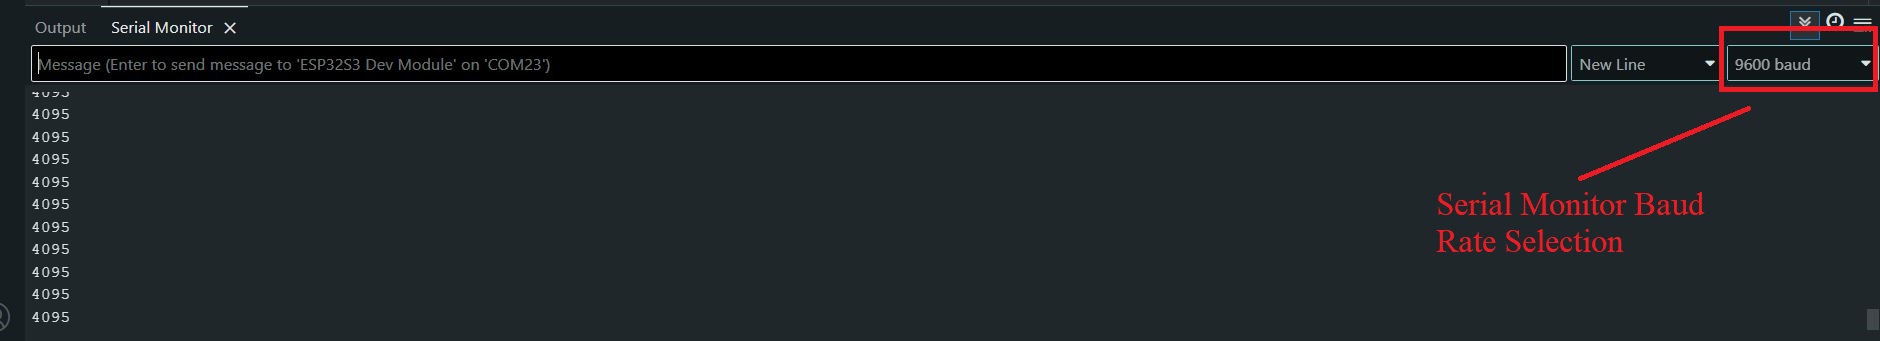 Output
Serial Monitor
Message (Enter to send message to 'ESP32S3 Dev Module' on 'COM23')
New Line
9600 baud
4095
4095
4095
4095
4095
4095
4095
4095
4095
4095
4095
Serial Monitor Baud
Rate Selection